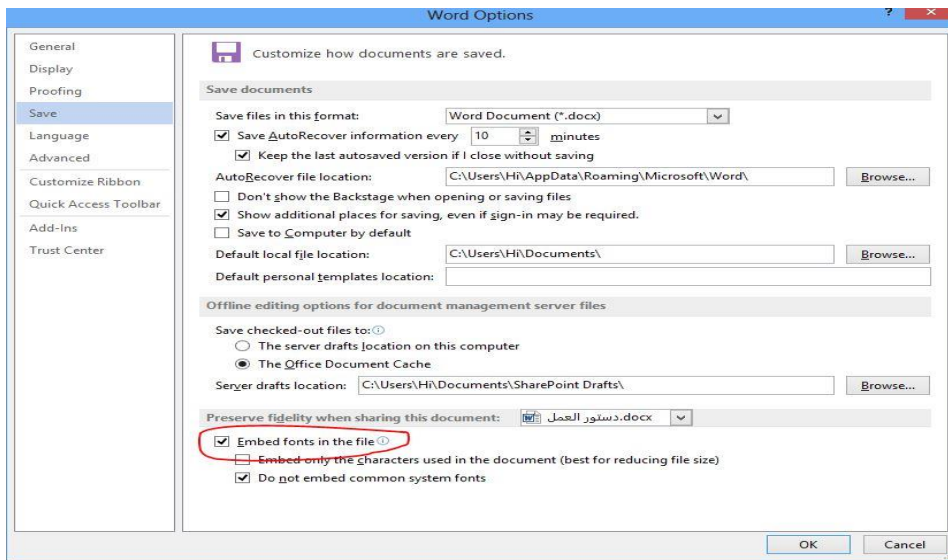 Word Options
?
General
Display
Proofing
Save
Language
Advanced
Customize Ribbon
Quick Access Toolbar
Add-Ins
Trust Center
Customize how documents are saved.
Save documents
Save files in this format: Word Document (*.docx)
Save AutoRecover information every 10 minutes
Keep the last autosaved version if I close without saving
AutoRecover file location: C:\Users\Hi\AppData\Roaming\Microsoft\Word\ Browse...
Don't show the Backstage when opening or saving files
Show additional places for saving, even if sign-in may be required.
Save to Computer by default
Default local file location: C:\Users\Hi\Documents\ Browse...
Default personal templates location:
Offline editing options for document management server files
Save checked-out files to:
The server drafts location on this computer
The Office Document Cache
Server drafts location: C:\Users\Hi\Documents\SharePoint Drafts\ Browse...
Preserve fidelity when sharing this document: دستور العمل.docx
Embed fonts in the file
Embed only the characters used in the document (best for reducing file size)
Do not embed common system fonts
OK Cancel